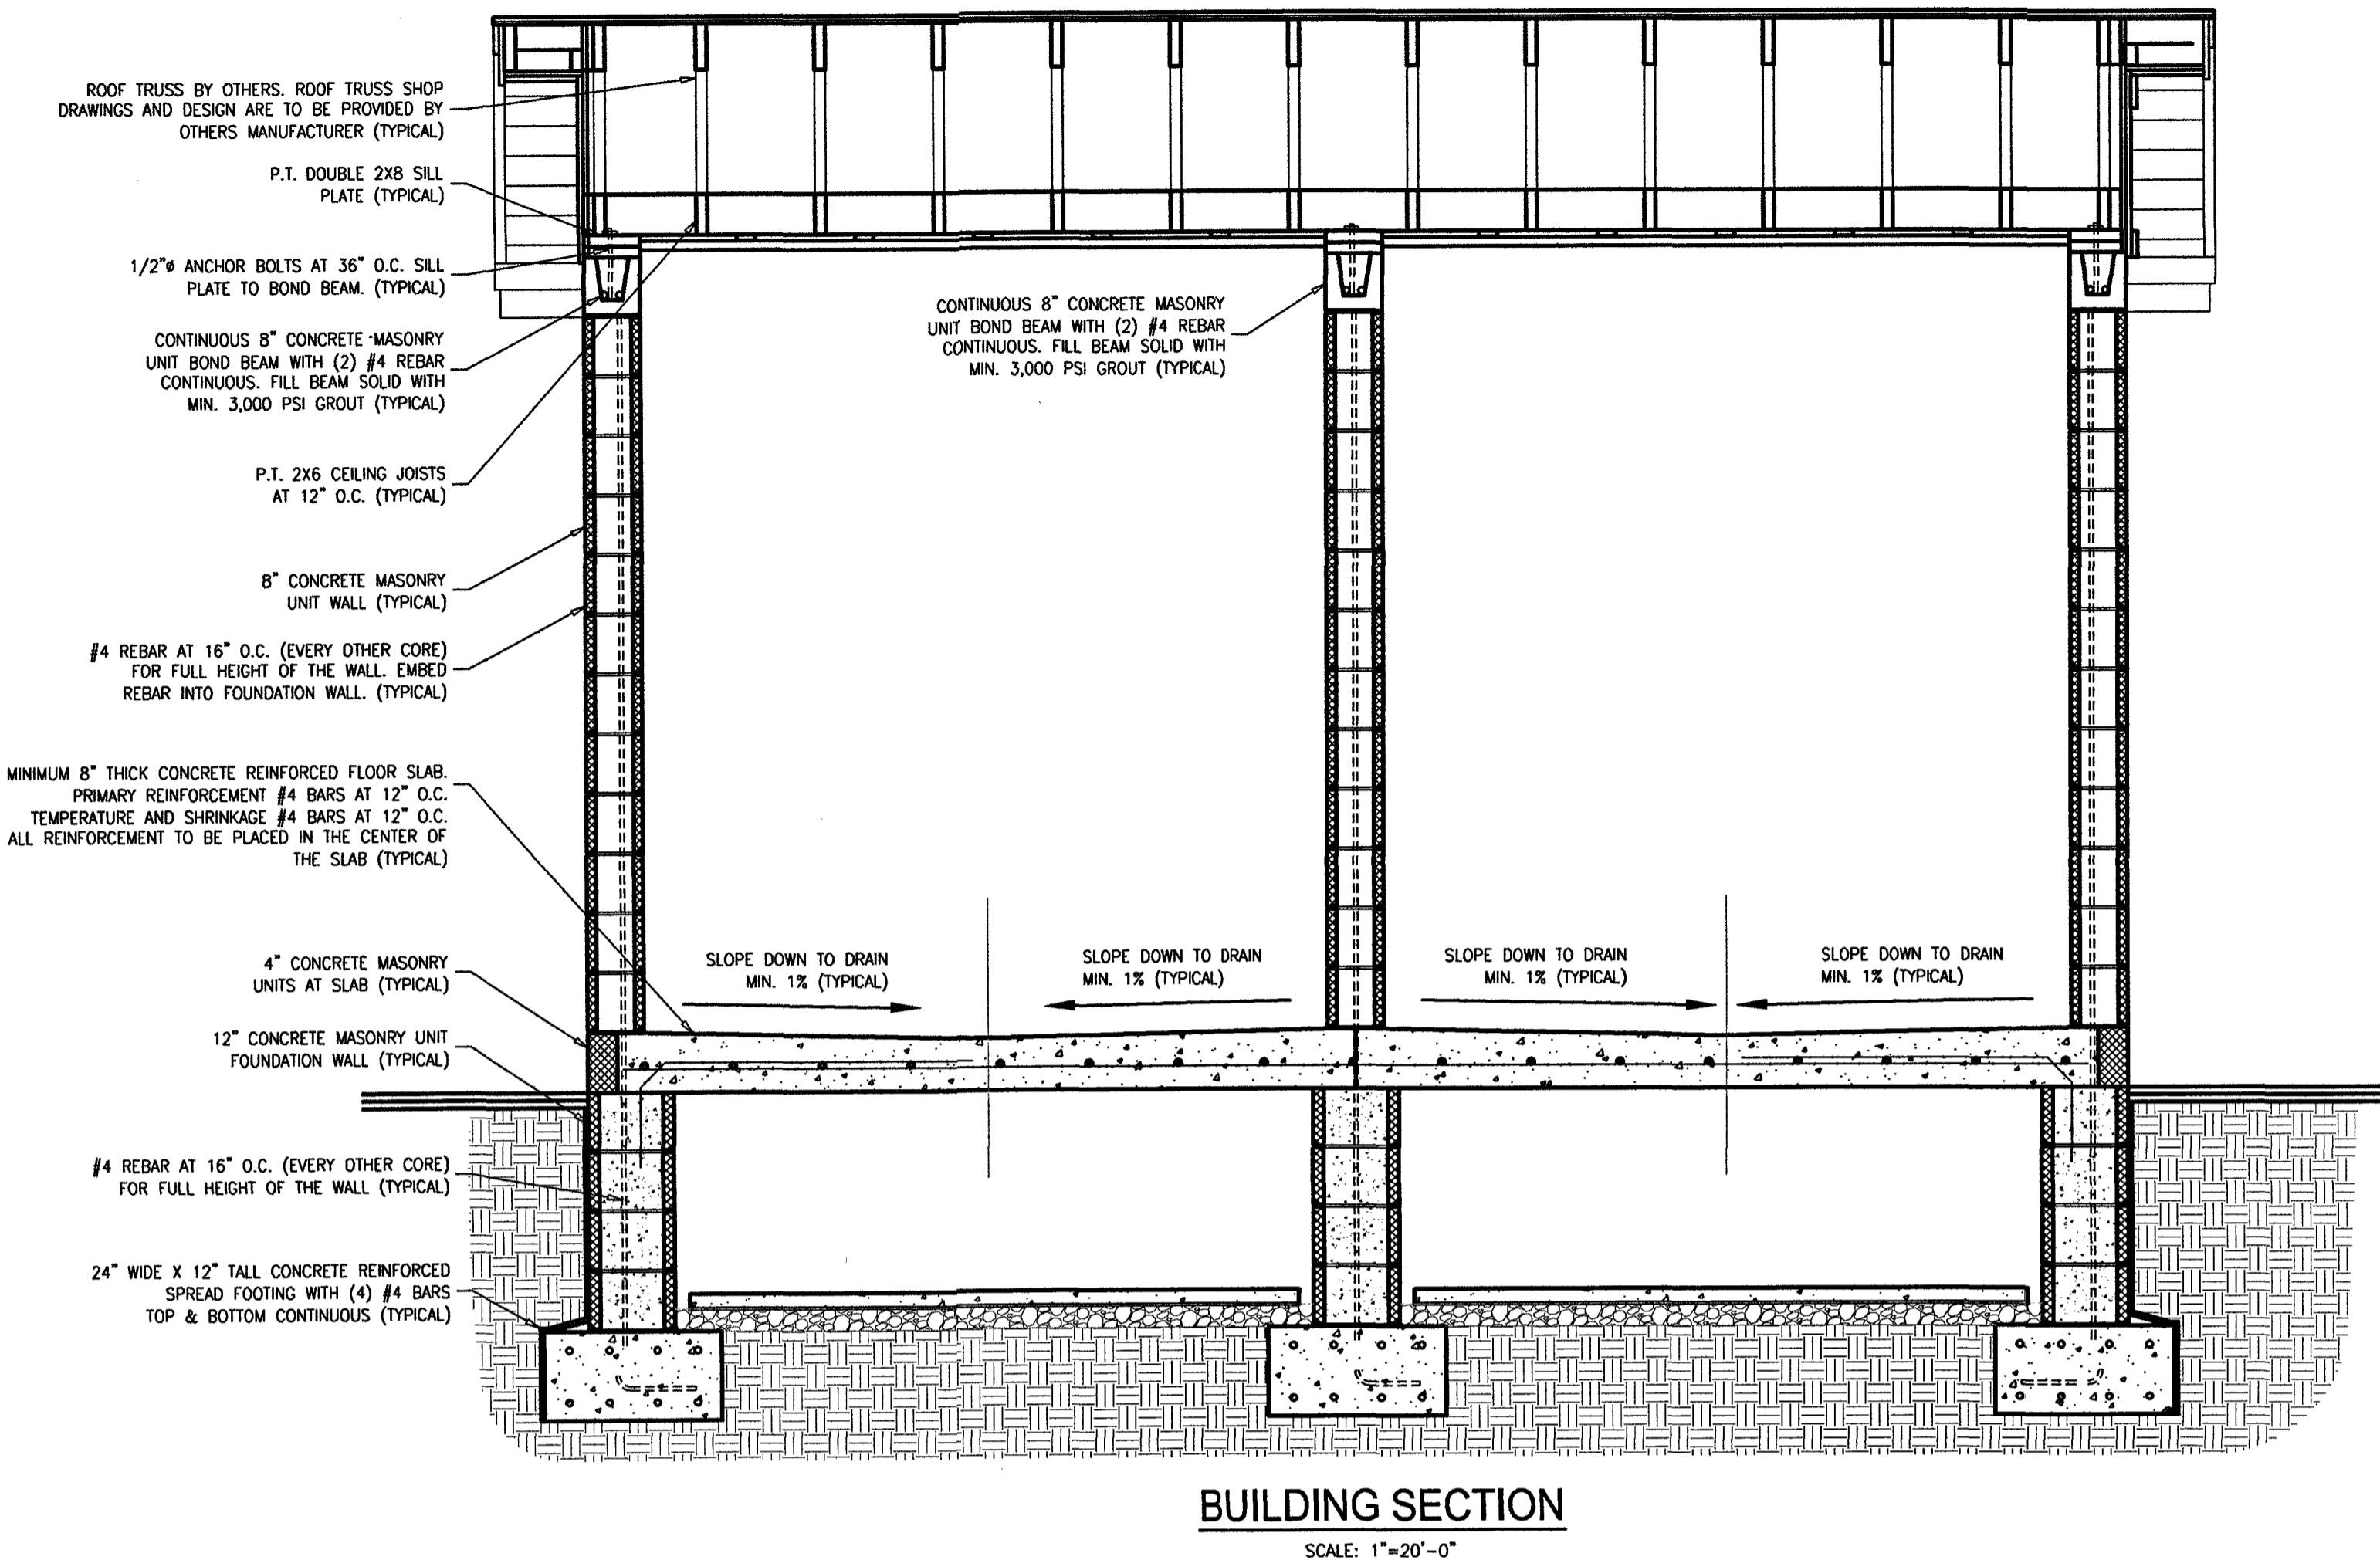 ROOF TRUSS BY OTHERS. ROOF TRUSS SHOP
DRAWINGS AND DESIGN ARE TO BE PROVIDED BY
OTHERS MANUFACTURER (TYPICAL)
P.T. DOUBLE 2X8 SILL
PLATE (TYPICAL)
1/2"ø ANCHOR BOLTS AT 36" O.C. SILL
PLATE TO BOND BEAM. (TYPICAL)
CONTINUOUS 8" CONCRETE MASONRY
UNIT BOND BEAM WITH (2) #4 REBAR
CONTINUOUS. FILL BEAM SOLID WITH
MIN. 3,000 PSI GROUT (TYPICAL)
CONTINUOUS 8" CONCRETE MASONRY
UNIT BOND BEAM WITH (2) #4 REBAR
CONTINUOUS. FILL BEAM SOLID WITH
MIN. 3,000 PSI GROUT (TYPICAL)
P.T. 2X6 CEILING JOISTS
AT 12" O.C. (TYPICAL)
8" CONCRETE MASONRY
UNIT WALL (TYPICAL)
#4 REBAR AT 16" O.C. (EVERY OTHER CORE)
FOR FULL HEIGHT OF THE WALL. EMBED
REBAR INTO FOUNDATION WALL. (TYPICAL)
MINIMUM 8" THICK CONCRETE REINFORCED FLOOR SLAB.
PRIMARY REINFORCEMENT #4 BARS AT 12" O.C.
TEMPERATURE AND SHRINKAGE #4 BARS AT 12" O.C.
ALL REINFORCEMENT TO BE PLACED IN THE CENTER OF
THE SLAB (TYPICAL)
4" CONCRETE MASONRY
UNITS AT SLAB (TYPICAL)
SLOPE DOWN TO DRAIN
MIN. 1% (TYPICAL)
SLOPE DOWN TO DRAIN
MIN. 1% (TYPICAL)
SLOPE DOWN TO DRAIN
MIN. 1% (TYPICAL)
SLOPE DOWN TO DRAIN
MIN. 1% (TYPICAL)
12" CONCRETE MASONRY UNIT
FOUNDATION WALL (TYPICAL)
#4 REBAR AT 16" O.C. (EVERY OTHER CORE)
FOR FULL HEIGHT OF THE WALL (TYPICAL)
24" WIDE X 12" TALL CONCRETE REINFORCED
SPREAD FOOTING WITH (4) #4 BARS
TOP & BOTTOM CONTINUOUS (TYPICAL)
BUILDING SECTION
SCALE: 1"=20'-0"